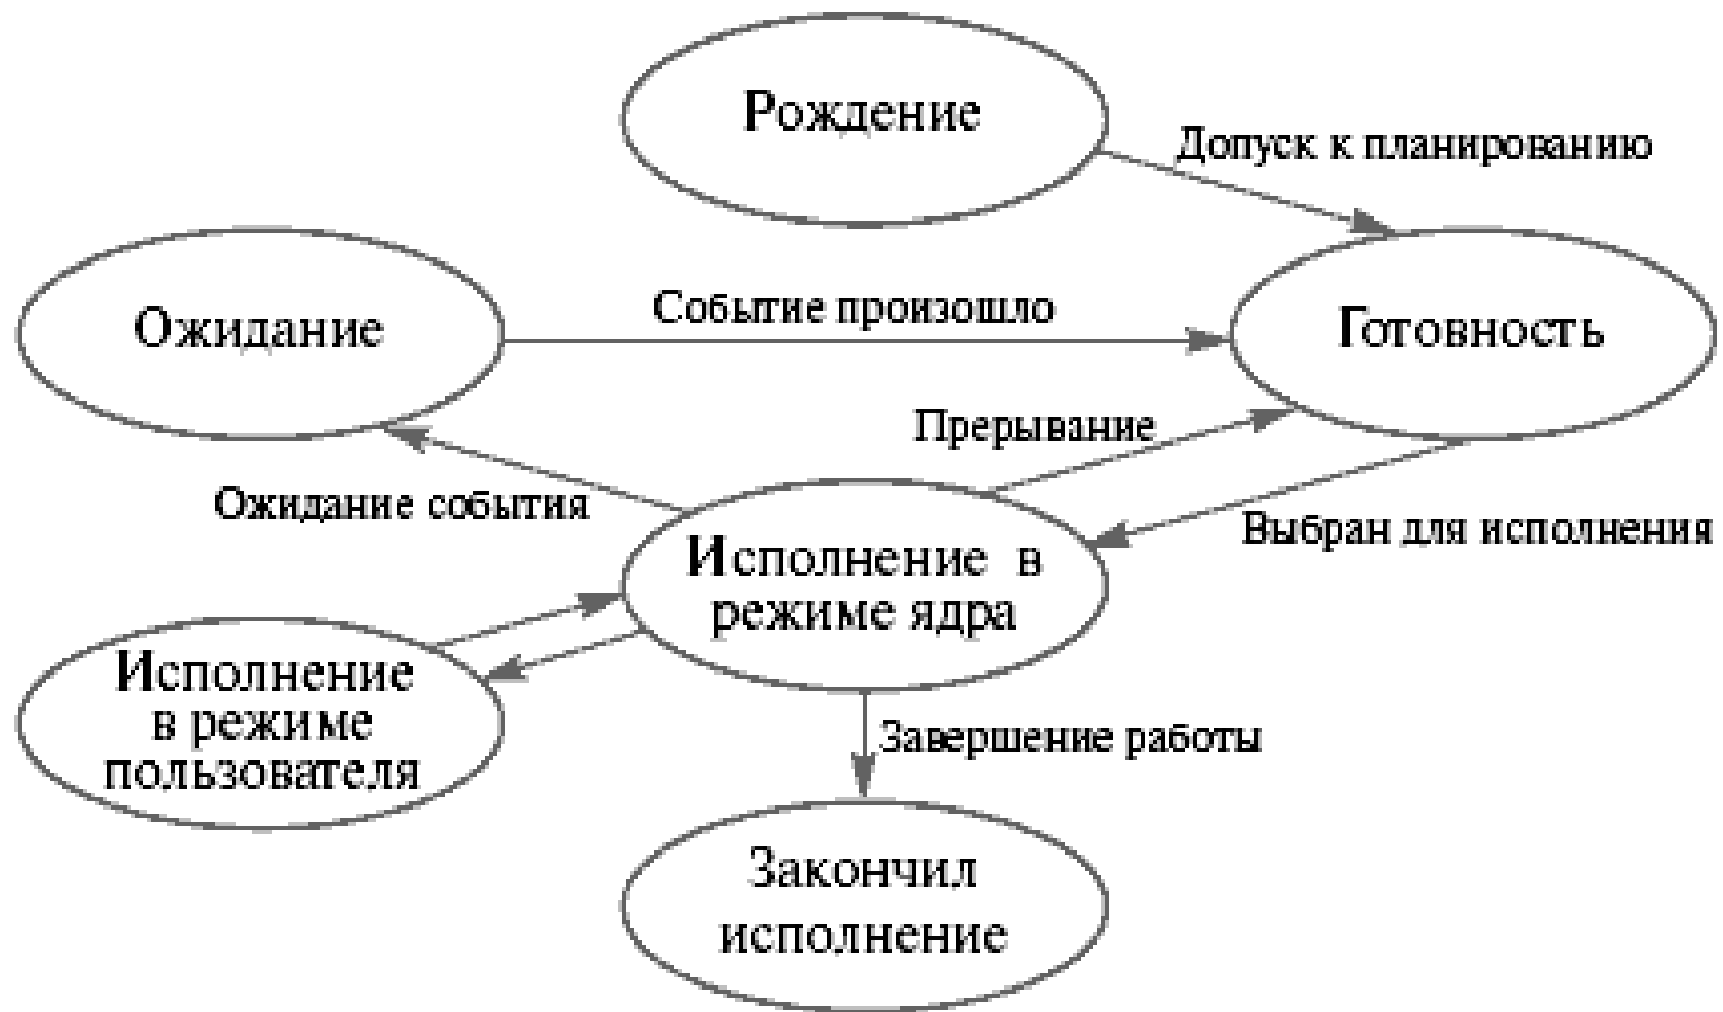 Рождение
Допуск к планированию
Ожидание
Событие произошло
Готовность
Прерывание
Ожидание события
Выбран для исполнения
Исполнение в
режиме ядра
Исполнение
в режиме
пользователя
Завершение работы
Закончил
исполнение